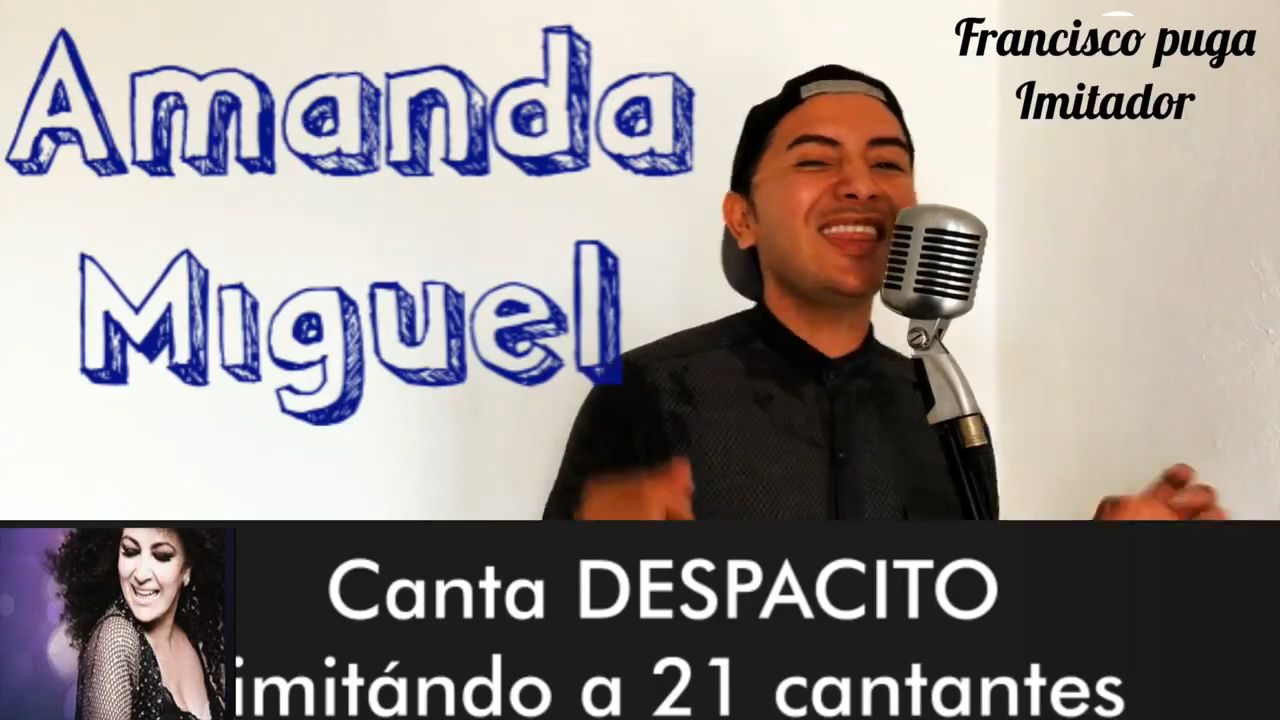 Amanda
Miguel
Francisco puga
Imitador
Canta DESPACITO
imitándo a 21 cantantes